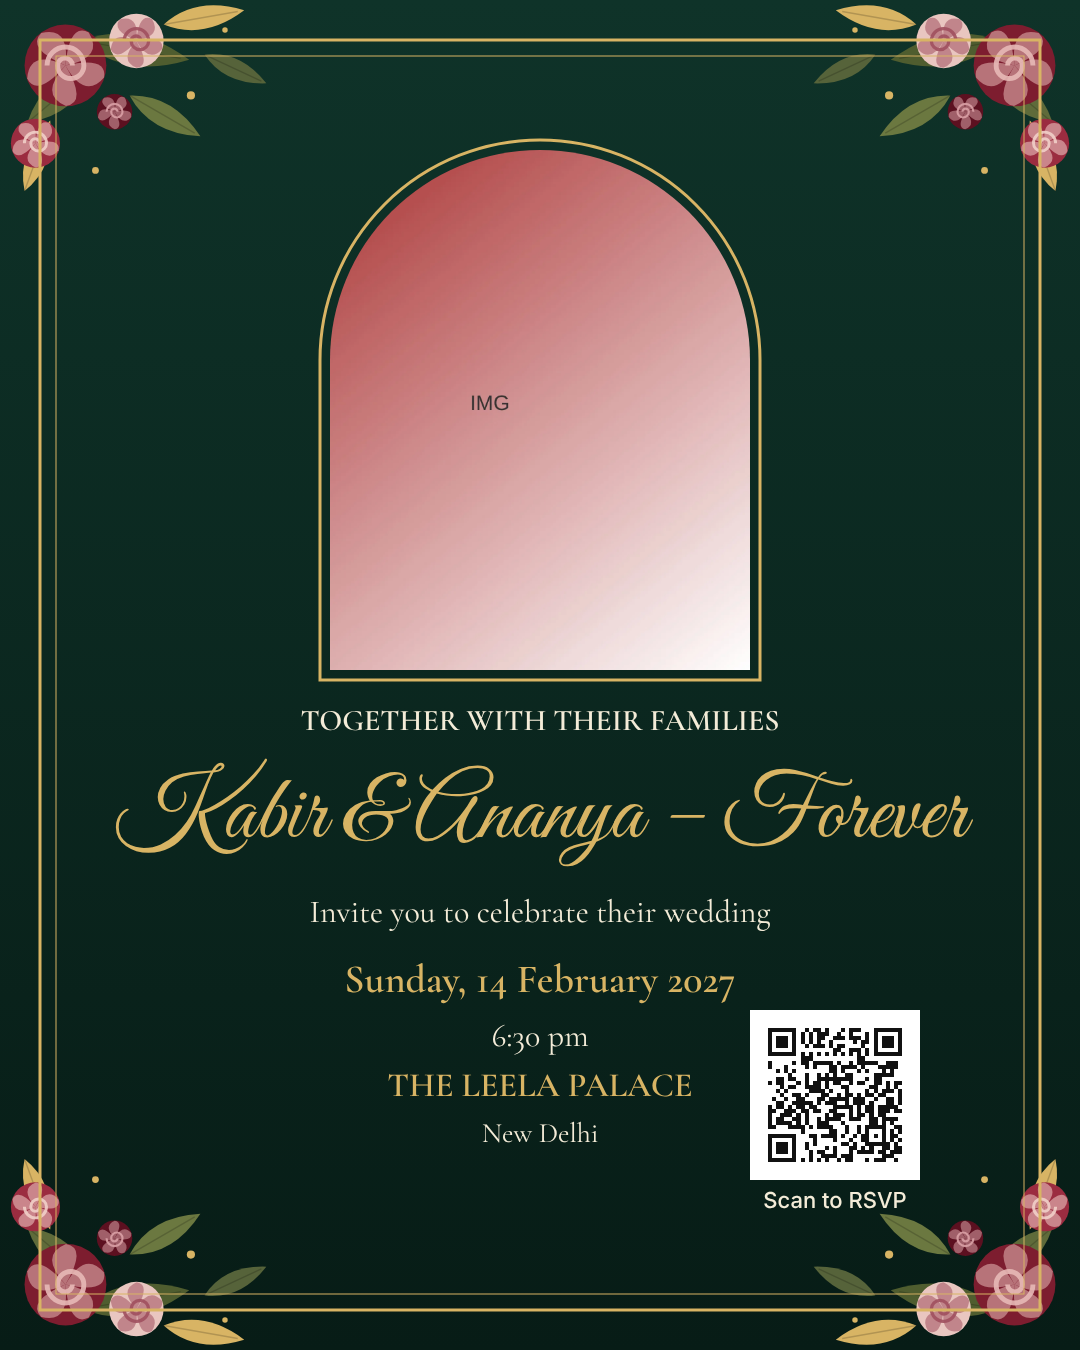 IMG
TOGETHER WITH THEIR FAMILIES
Kabir & Ananya – Forever
Invite you to celebrate their wedding
Sunday, 14 February 2027
6:30 pm
THE LEELA PALACE
New Delhi
Scan to RSVP